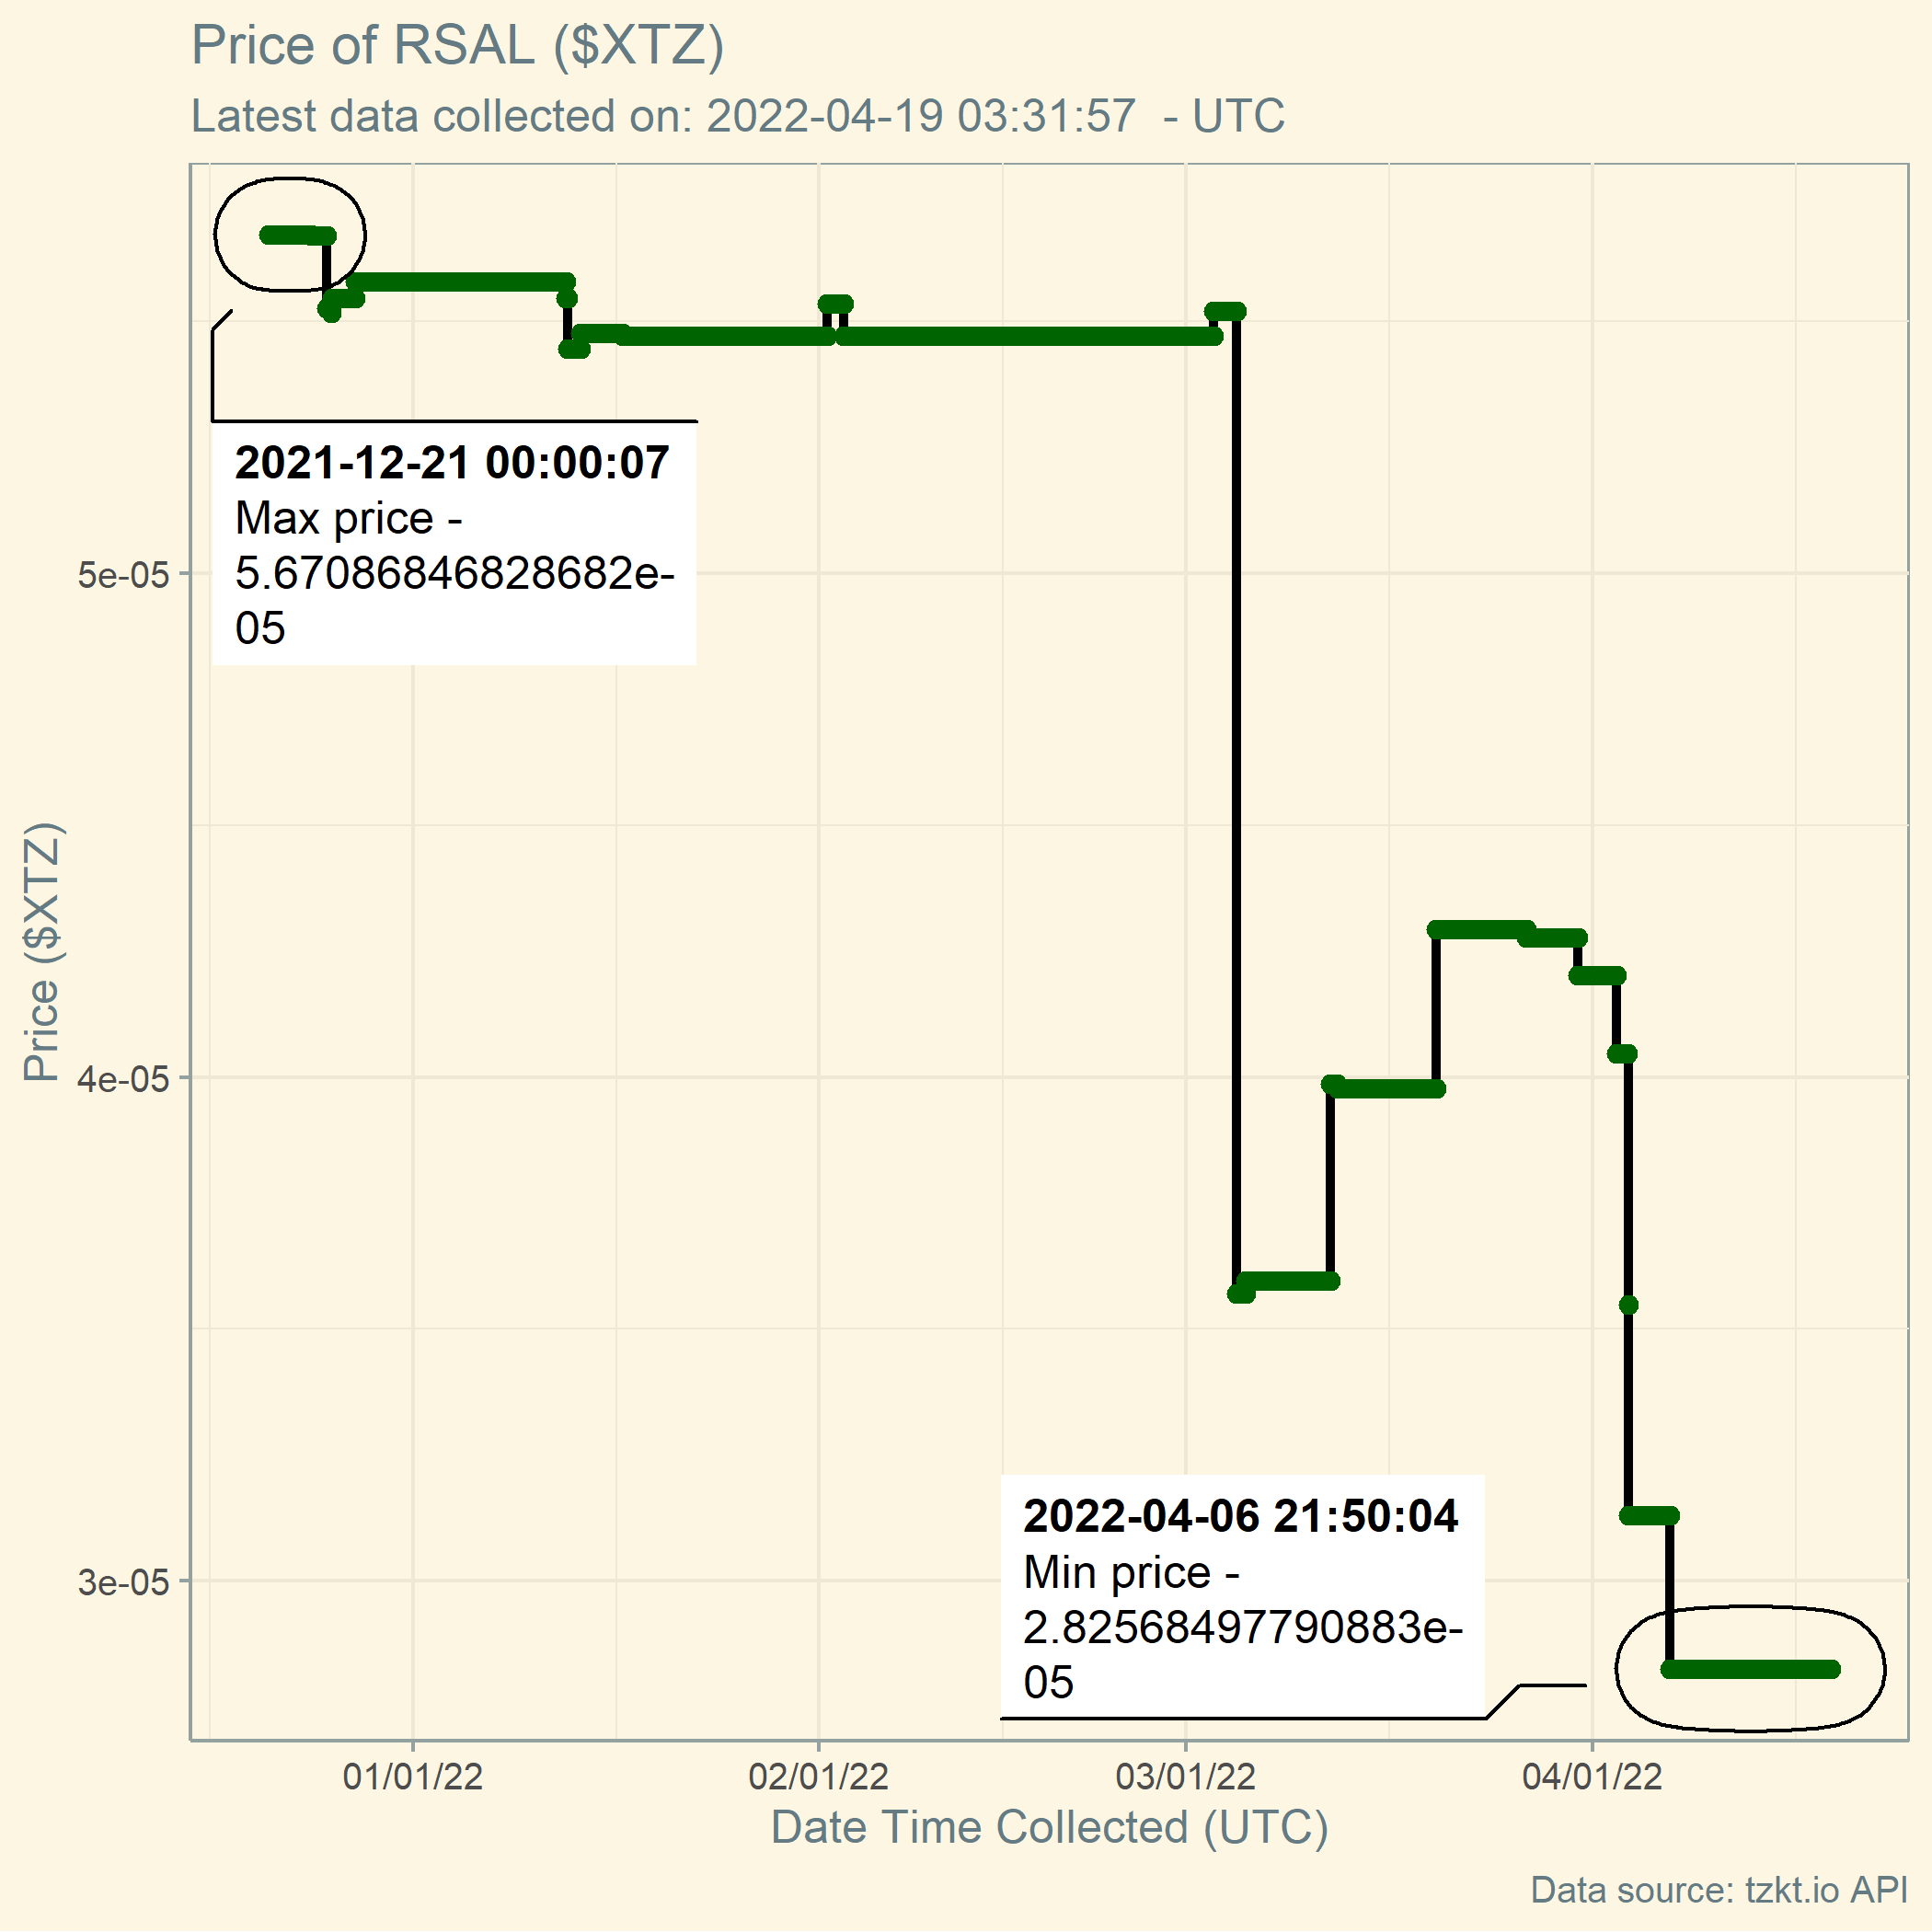 Price of RSAL ($XTZ)
Latest data collected on: 2022-04-19 03:31:57  - UTC
2021-12-21 00:00:07
Max price -
5.67086846828682e-
05
5e-05
Price ($XTZ)
4e-05
2022-04-06 21:50:04
Min price -
2.82568497790883e-
05
3e-05
01/01/22 02/01/22 03/01/22 04/01/22
Date Time Collected (UTC)
Data source: tzkt.io API